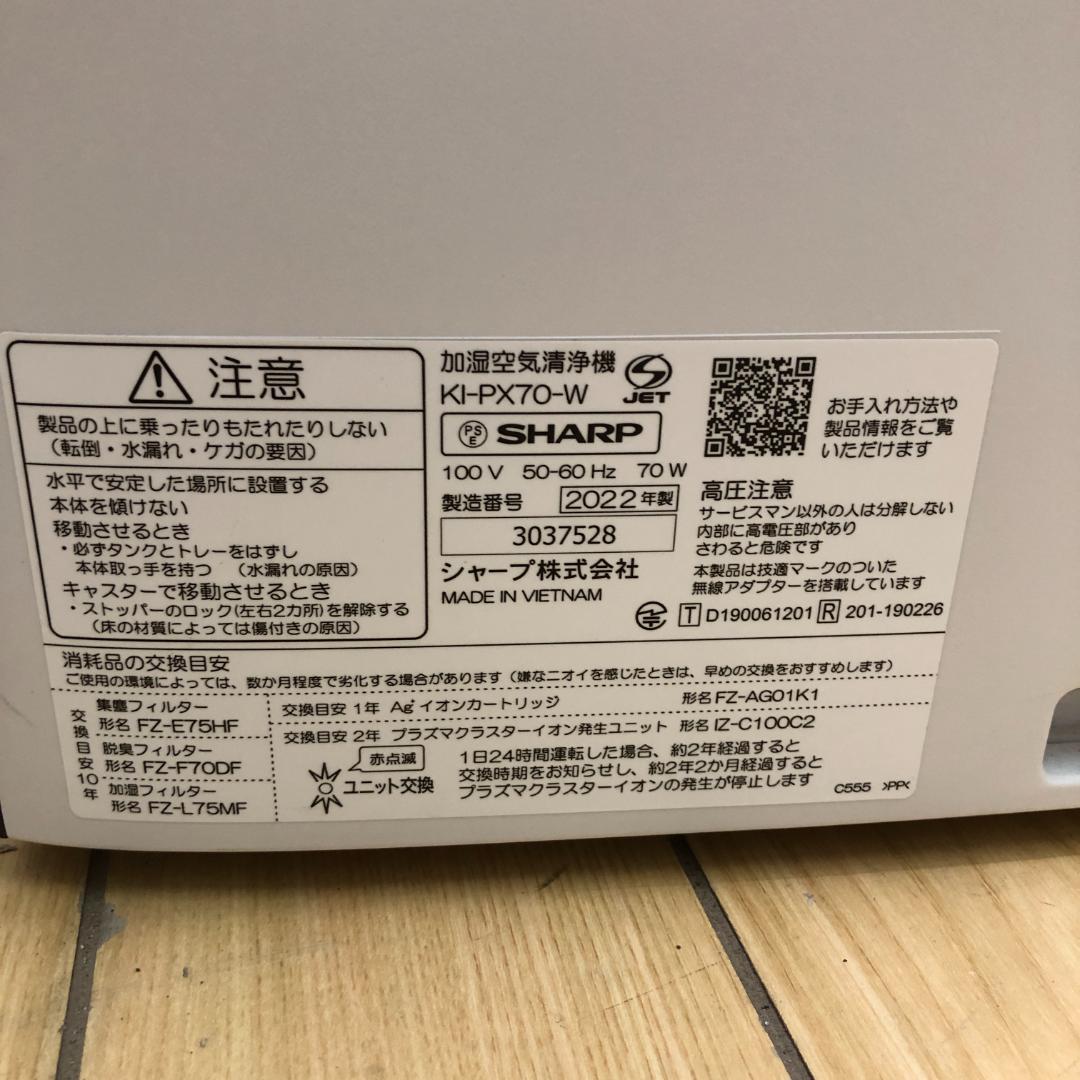 注意
製品の上に乗ったりもたれたりしない
(転倒・水漏れ・ケガの要因)
水平で安定した場所に設置する
本体を傾けない
移動させるとき
・必ずタンクとトレーをはずし
本体取っ手を持つ (水漏れの原因)
キャスターで移動させるとき
・ストッパーのロック(左右2カ所)を解除する
(床の材質によっては傷付きの原因)
加湿空気清浄機
KI-PX70-W
JET
PS
E
SHARP
100 V 50-60 Hz 70 W
製造番号 2022年製
3037528
シャープ株式会社
MADE IN VIETNAM
お手入れ方法や
製品情報をご覧
いただけます
高圧注意
サービスマン以外の人は分解しない
内部に高電圧部があり
さわると危険です
本製品は技適マークのついた
無線アダプターを搭載しています
T D190061201 R 201-190226
消耗品の交換目安
ご使用の環境によっては、数か月程度で劣化する場合があります(嫌なニオイを感じたときは、早めの交換をおすすめします)
交換目安10年
集塵フィルター
形名 FZ-E75HF
脱臭フィルター
形名 FZ-F70DF
加湿フィルター
形名 FZ-L75MF
交換目安 1年 Ag⁺イオンカートリッジ 形名 FZ-AG01K1
交換目安 2年 プラズマクラスターイオン発生ユニット 形名 IZ-C100C2
赤点滅
ユニット交換
1日24時間運転した場合、約2年経過すると
交換時期をお知らせし、約2年2か月経過すると
プラズマクラスターイオンの発生が停止します
C555 >PP<